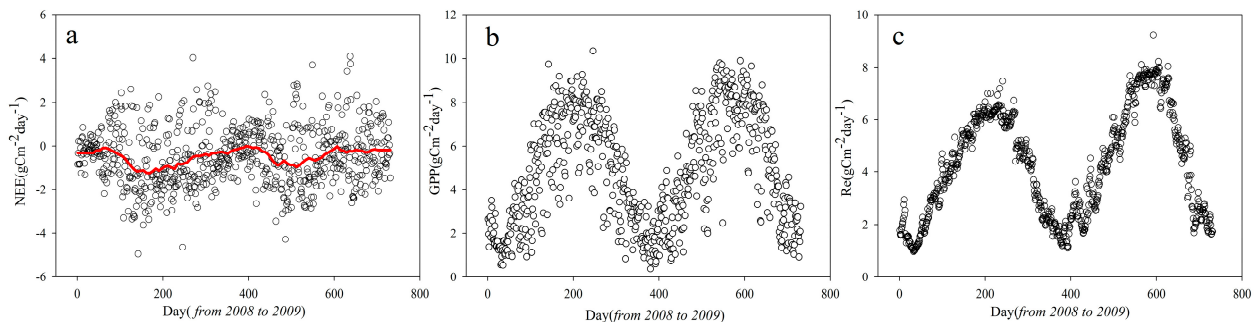 a
NEE(gCm-2day-1)
6
4
2
0
-2
-4
-6
0 200 400 600 800
Day( from 2008 to 2009)
b
GPP(gCm-2day-1)
12
10
8
6
4
2
0
0 200 400 600 800
Day(from 2008 to 2009)
c
Re(gCm-2day-1)
10
8
6
4
2
0
0 200 400 600 800
Day(from 2008 to 2009)